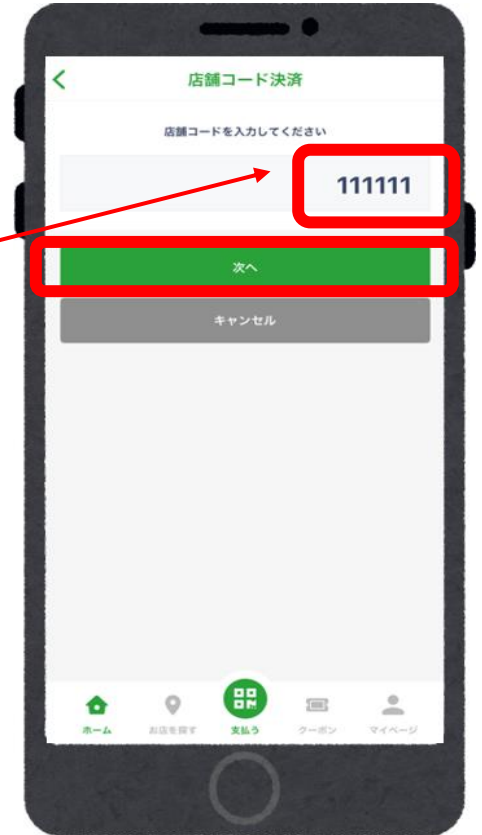 店舗コード決済
店舗コードを入力してください
111111
次へ
キャンセル
ホーム
お店を探す
支払う
クーポン
マイページ